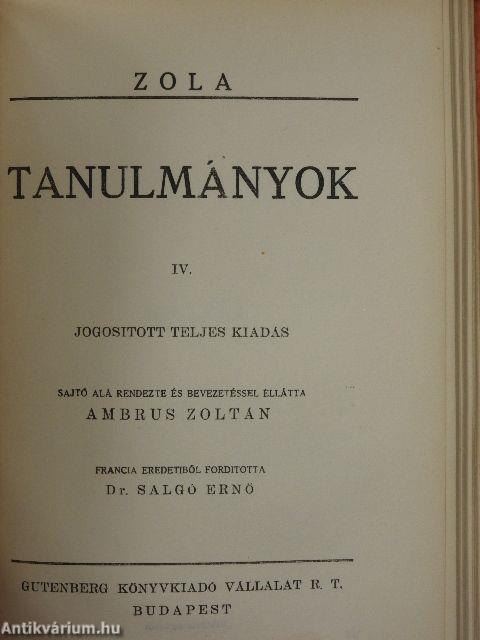 ZOLA
TANULMÁNYOK
IV.
JOGOSITOTT TELJES KIADÁS
SAJTÓ ALÁ RENDEZTE ÉS BEVEZETÉSSEL ELLÁTTA
AMBRUS ZOLTÁN
FRANCIA EREDETIBŐL FORDITOTTA
Dr. SALGÓ ERNŐ
GUTENBERG KÖNYVKIADÓ VÁLLALAT R. T.
BUDAPEST
Antikvárium.hu